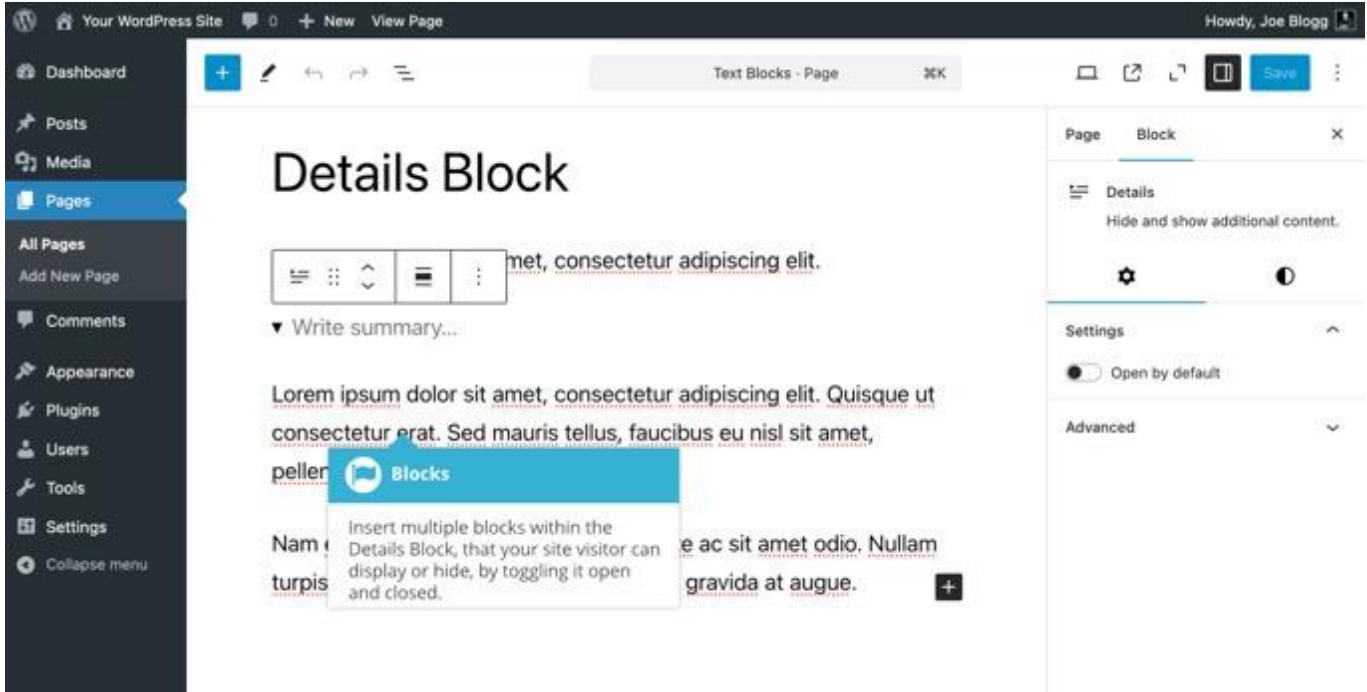 Your WordPress Site 0 + New View Page Howdy, Joe Blogg
Dashboard
Posts
Media
Pages
All Pages
Add New Page
Comments
Appearance
Plugins
Users
Tools
Settings
Collapse menu
Text Blocks · Page ⌘K
Save
Details Block
met, consectetur adipiscing elit.
Write summary...
Lorem ipsum dolor sit amet, consectetur adipiscing elit. Quisque ut
consectetur erat. Sed mauris tellus, faucibus eu nisl sit amet,
peller
Nam e ac sit amet odio. Nullam
turpis gravida at augue.
Blocks
Insert multiple blocks within the
Details Block, that your site visitor can
display or hide, by toggling it open
and closed.
Page Block
Details
Hide and show additional content.
Settings
Open by default
Advanced